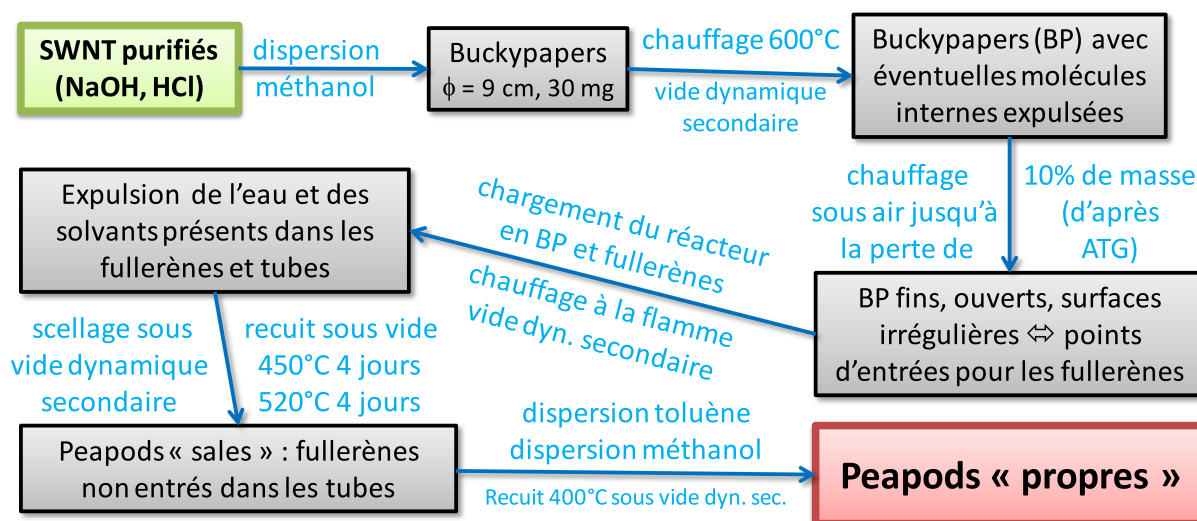 SWNT purifiés
(NaOH, HCl)
dispersion
méthanol
Buckypapers
ϕ = 9 cm, 30 mg
chauffage 600°C
vide dynamique
secondaire
Buckypapers (BP) avec
éventuelles molécules
internes expulsées
chauffage
sous air jusqu’à
la perte de
10% de masse
(d’après
ATG)
BP fins, ouverts, surfaces
irrégulières ⇔ points
d’entrées pour les fullerènes
chargement du réacteur
en BP et fullerènes
chauffage à la flamme
vide dyn. secondaire
Expulsion de l’eau et des
solvants présents dans les
fullerènes et tubes
scellage sous
vide dynamique
secondaire
recuit sous vide
450°C 4 jours
520°C 4 jours
Peapods « sales » : fullerènes
non entrés dans les tubes
dispersion toluène
dispersion méthanol
Recuit 400°C sous vide dyn. sec.
Peapods « propres »